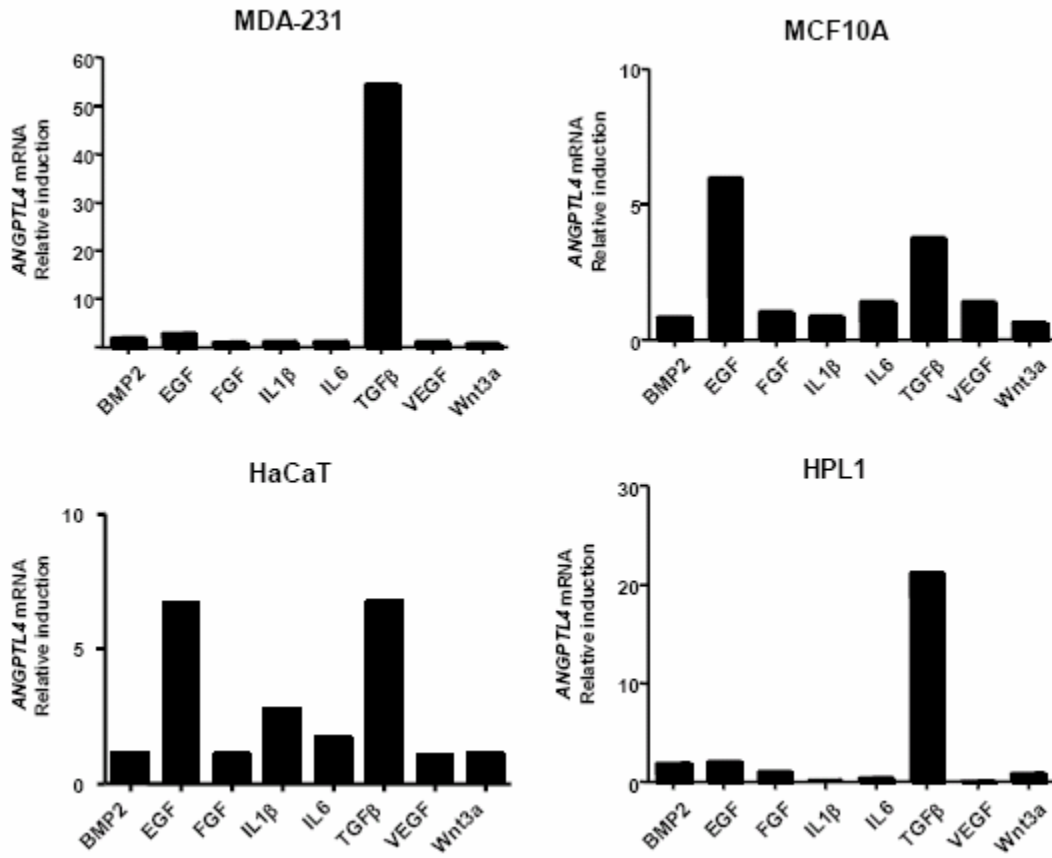 MDA-231
ANGPTL4 mRNA
Relative induction
60
50
40
30
20
10
BMP2
EGF
FGF
IL1β
IL6
TGFβ
VEGF
Wnt3a
MCF10A
ANGPTL4 mRNA
Relative induction
10
5
0
BMP2
EGF
FGF
IL1β
IL6
TGFβ
VEGF
Wnt3a
HaCaT
ANGPTL4 mRNA
Relative induction
10
5
0
BMP2
EGF
FGF
IL1β
IL6
TGFβ
VEGF
Wnt3a
HPL1
ANGPTL4 mRNA
Relative induction
30
20
10
0
BMP2
EGF
FGF
IL1β
IL6
TGFβ
VEGF
Wnt3a